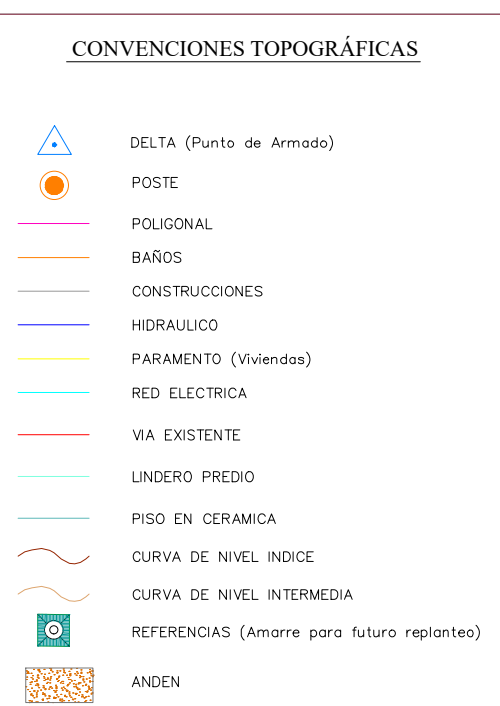 CONVENCIONES TOPOGRÁFICAS
DELTA (Punto de Armado)
POSTE
POLIGONAL
BAÑOS
CONSTRUCCIONES
HIDRAULICO
PARAMENTO (Viviendas)
RED ELECTRICA
VIA EXISTENTE
LINDERO PREDIO
PISO EN CERAMICA
CURVA DE NIVEL INDICE
CURVA DE NIVEL INTERMEDIA
REFERENCIAS (Amarre para futuro replanteo)
ANDEN